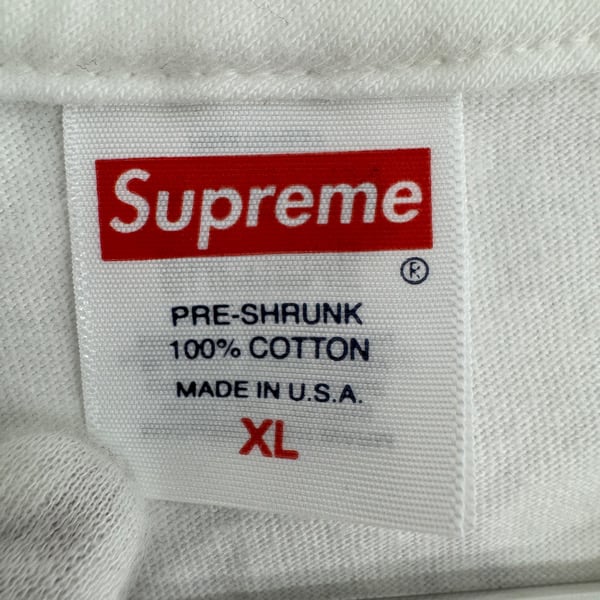 Supreme
®
PRE-SHRUNK
100% COTTON
MADE IN U.S.A.
XL